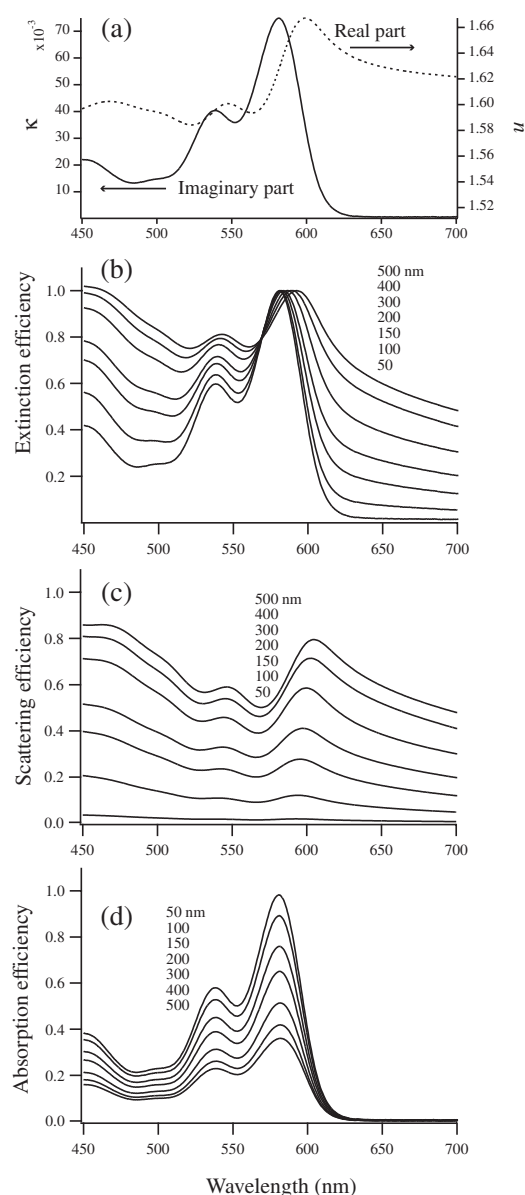 (a)
x10⁻³
70
60
50
40
30
20
10
κ
Real part
Imaginary part
1.66
1.64
1.62
1.60
1.58
1.56
1.54
1.52
n
450 500 550 600 650 700
(b)
Extinction efficiency
1.0
0.8
0.6
0.4
0.2
500 nm
400
300
200
150
100
50
450 500 550 600 650 700
(c)
Scattering efficiency
1.0
0.8
0.6
0.4
0.2
0.0
500 nm
400
300
200
150
100
50
450 500 550 600 650 700
(d)
Absorption efficiency
1.0
0.8
0.6
0.4
0.2
0.0
50 nm
100
150
200
300
400
500
450 500 550 600 650 700
Wavelength (nm)